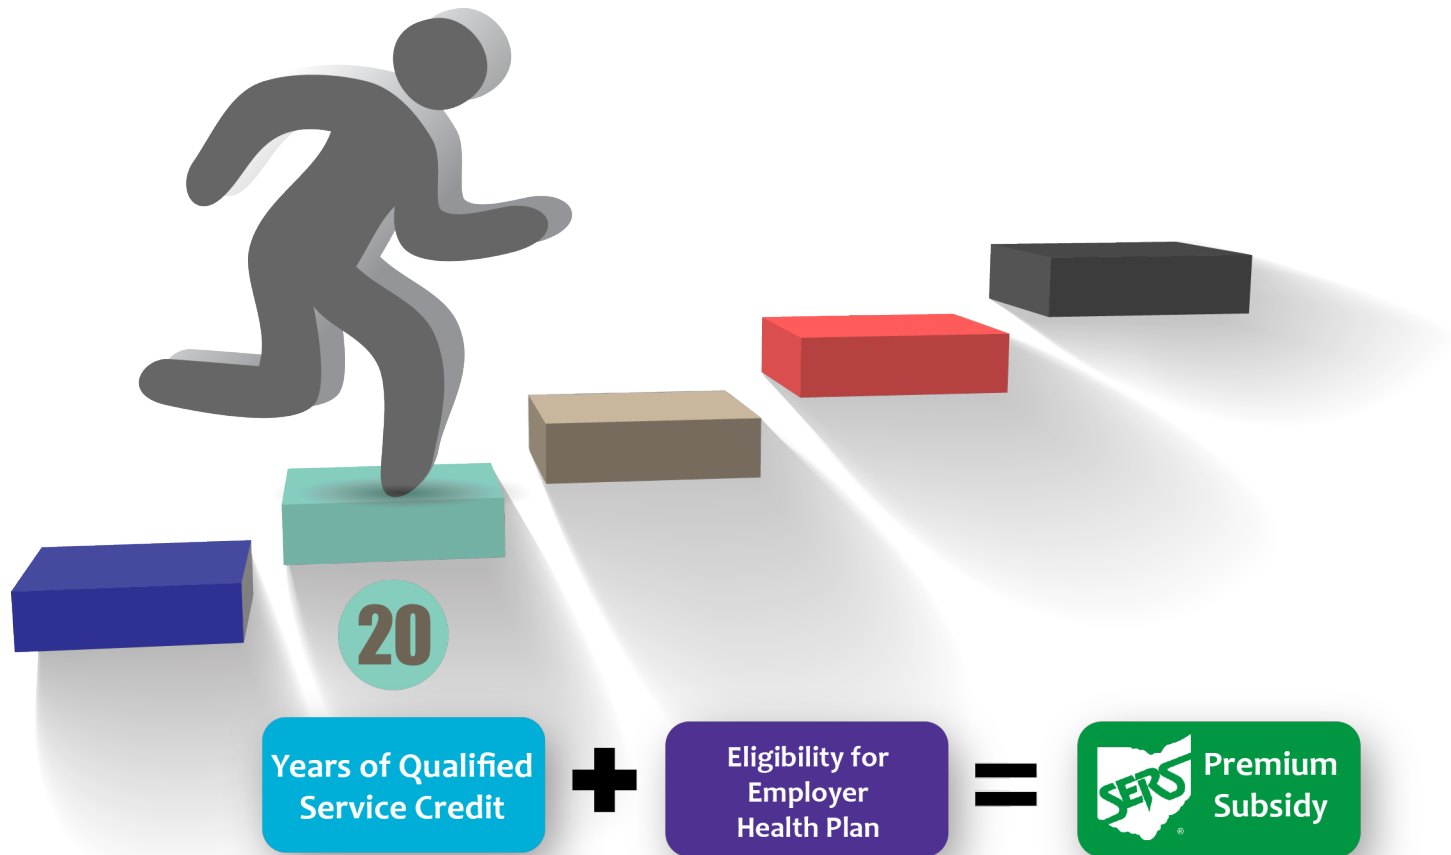 20
Years of Qualified
Service Credit
+
Eligibility for
Employer
Health Plan
=
SERS
®
Premium
Subsidy